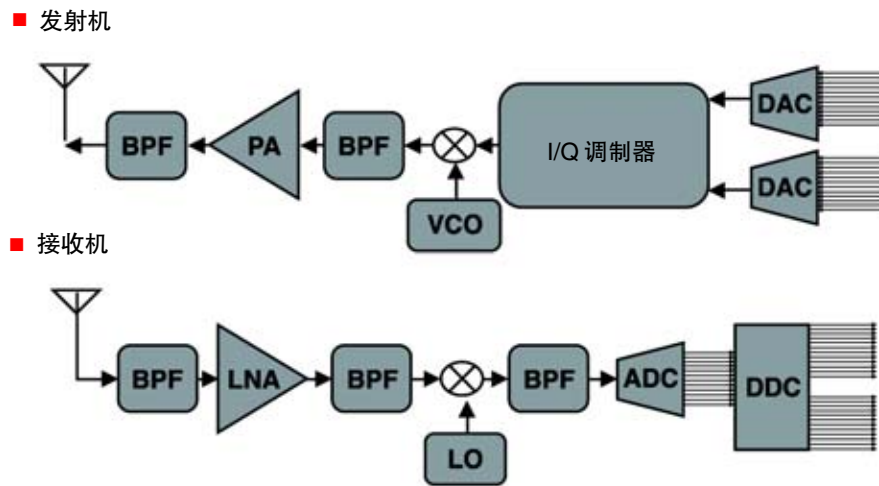 发射机
BPF PA BPF I/Q 调制器 DAC
DAC
VCO
接收机
BPF LNA BPF BPF ADC DDC
LO